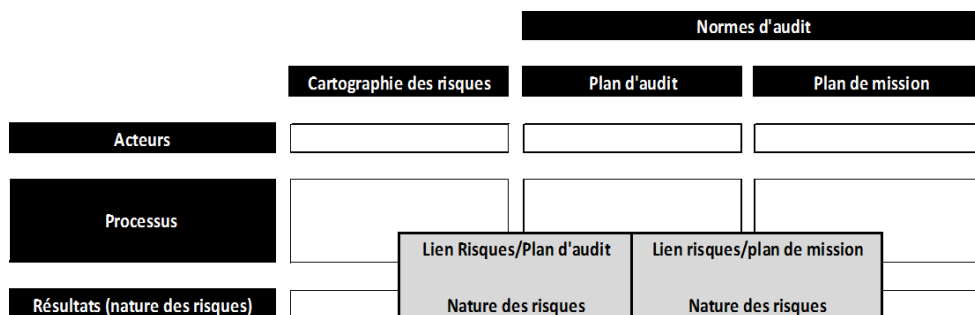 Normes d'audit
Cartographie des risques
Plan d'audit
Plan de mission
Acteurs
Processus
Lien Risques/Plan d'audit
Lien risques/plan de mission
Résultats (nature des risques)
Nature des risques
Nature des risques